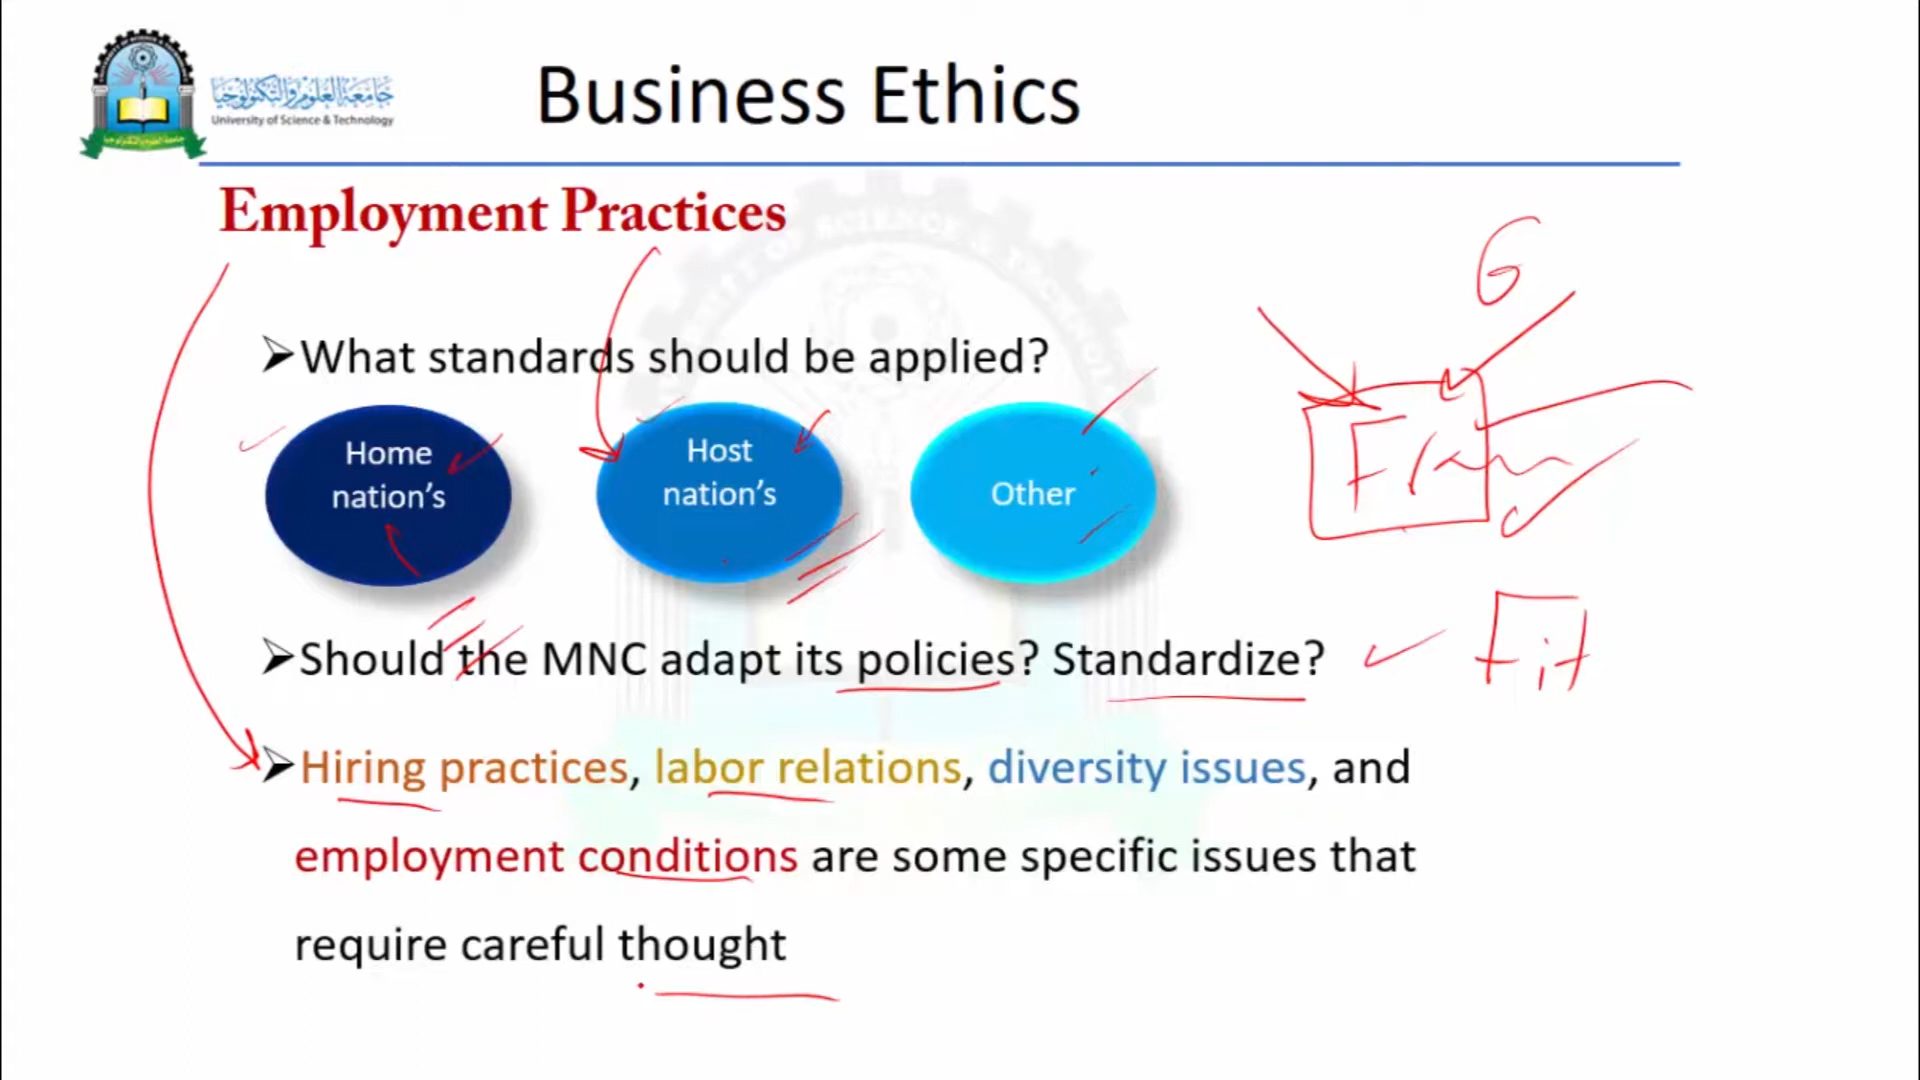 جامعة العلوم والتكنولوجيا
University of Science & Technology
Business Ethics
Employment Practices
➢What standards should be applied?
Home
nation's
Host
nation's
Other
G
➢Should the MNC adapt its policies? Standardize?
Fit
➢Hiring practices, labor relations, diversity issues, and
employment conditions are some specific issues that
require careful thought